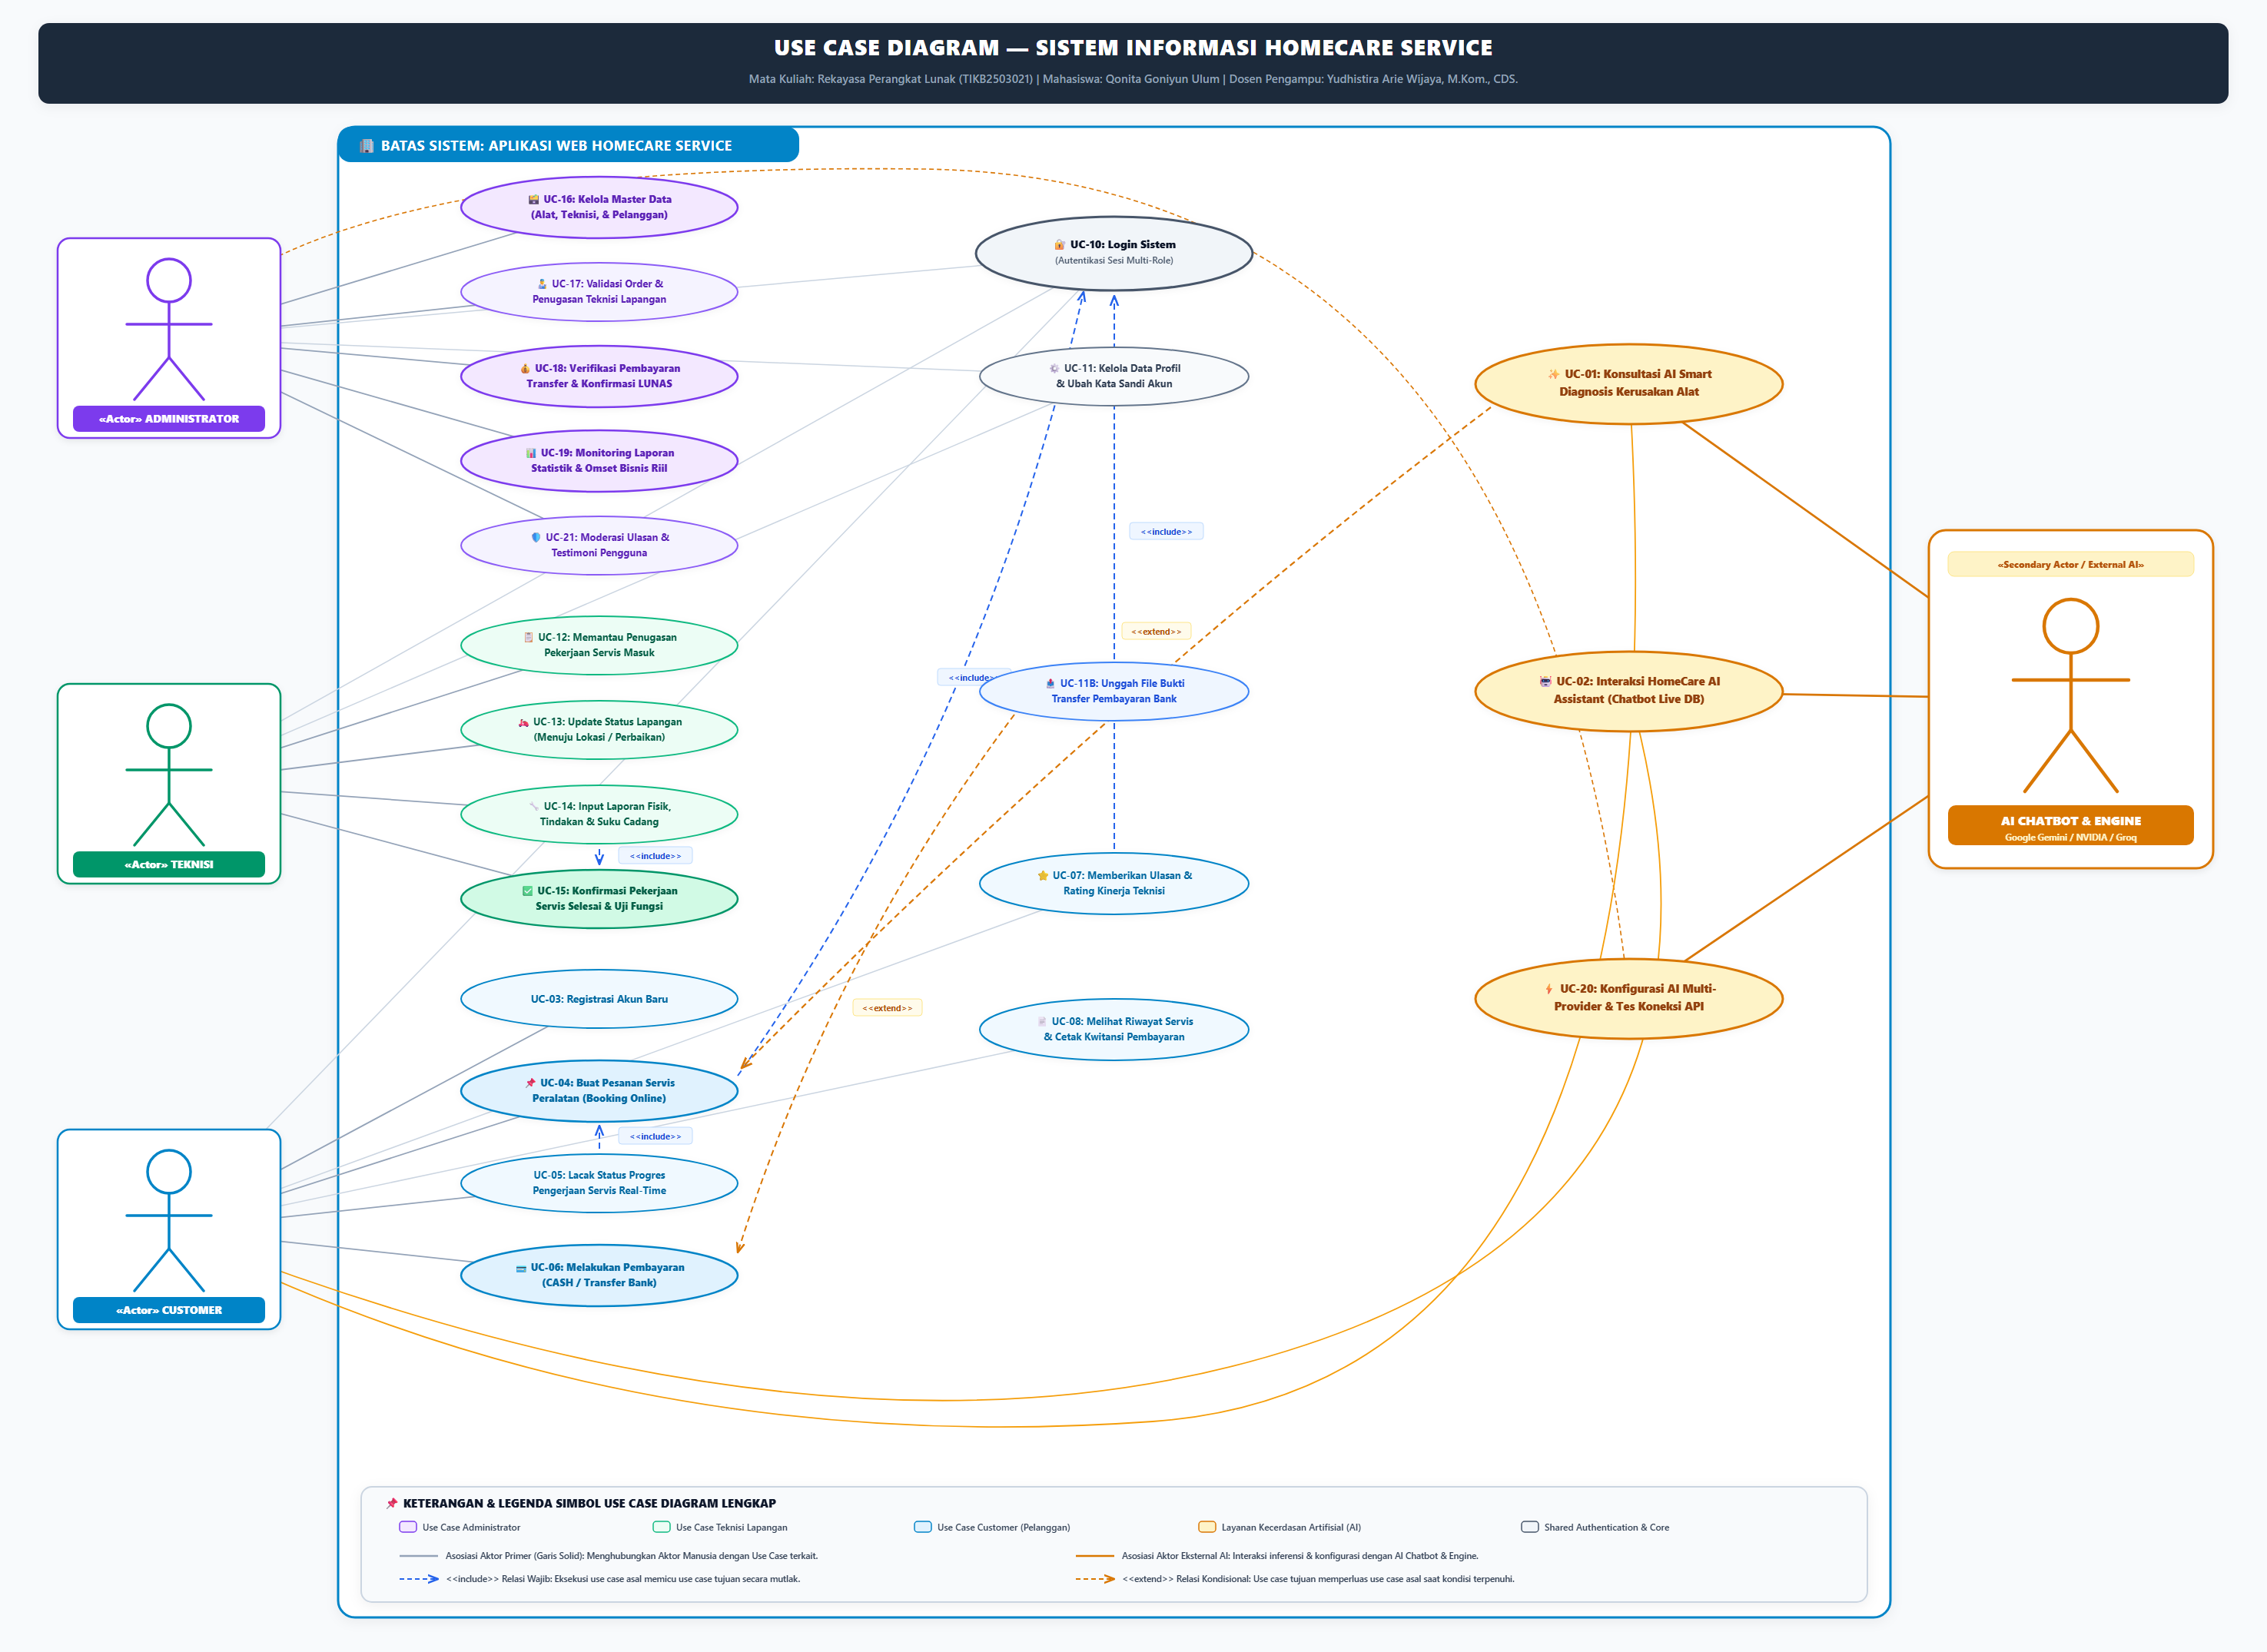 USE CASE DIAGRAM — SISTEM INFORMASI HOMECARE SERVICE
Mata Kuliah: Rekayasa Perangkat Lunak (TIKB2503021) | Mahasiswa: Qonita Goniyun Ulum | Dosen Pengampu: Yudhistira Arie Wijaya, M.Kom., CDS.
BATAS SISTEM: APLIKASI WEB HOMECARE SERVICE
«Actor» ADMINISTRATOR
«Actor» TEKNISI
«Actor» CUSTOMER
UC-16: Kelola Master Data
(Alat, Teknisi, & Pelanggan)
UC-17: Validasi Order &
Penugasan Teknisi Lapangan
UC-18: Verifikasi Pembayaran
Transfer & Konfirmasi LUNAS
UC-19: Monitoring Laporan
Statistik & Omset Bisnis Riil
UC-21: Moderasi Ulasan &
Testimoni Pengguna
UC-12: Memantau Penugasan
Pekerjaan Servis Masuk
UC-13: Update Status Lapangan
(Menuju Lokasi / Perbaikan)
UC-14: Input Laporan Fisik,
Tindakan & Suku Cadang
<<include>>
UC-15: Konfirmasi Pekerjaan
Servis Selesai & Uji Fungsi
UC-03: Registrasi Akun Baru
UC-04: Buat Pesanan Servis
Peralatan (Booking Online)
<<include>>
UC-05: Lacak Status Progres
Pengerjaan Servis Real-Time
UC-06: Melakukan Pembayaran
(CASH / Transfer Bank)
UC-10: Login Sistem
(Autentikasi Sesi Multi-Role)
UC-11: Kelola Data Profil
& Ubah Kata Sandi Akun
<<include>>
<<extend>>
<<include>
UC-11B: Unggah File Bukti
Transfer Pembayaran Bank
UC-07: Memberikan Ulasan &
Rating Kinerja Teknisi
<<extend>>
UC-08: Melihat Riwayat Servis
& Cetak Kwitansi Pembayaran
UC-01: Konsultasi AI Smart
Diagnosis Kerusakan Alat
UC-02: Interaksi HomeCare AI
Assistant (Chatbot Live DB)
UC-20: Konfigurasi AI Multi-
Provider & Tes Koneksi API
«Secondary Actor / External AI»
AI CHATBOT & ENGINE
Google Gemini / NVIDIA / Groq
KETERANGAN & LEGENDA SIMBOL USE CASE DIAGRAM LENGKAP
Use Case Administrator
Use Case Teknisi Lapangan
Use Case Customer (Pelanggan)
Layanan Kecerdasan Artifisial (AI)
Shared Authentication & Core
Asosiasi Aktor Primer (Garis Solid): Menghubungkan Aktor Manusia dengan Use Case terkait.
Asosiasi Aktor Eksternal AI: Interaksi inferensi & konfigurasi dengan AI Chatbot & Engine.
<<include>> Relasi Wajib: Eksekusi use case asal memicu use case tujuan secara mutlak.
<<extend>> Relasi Kondisional: Use case tujuan memperluas use case asal saat kondisi terpenuhi.